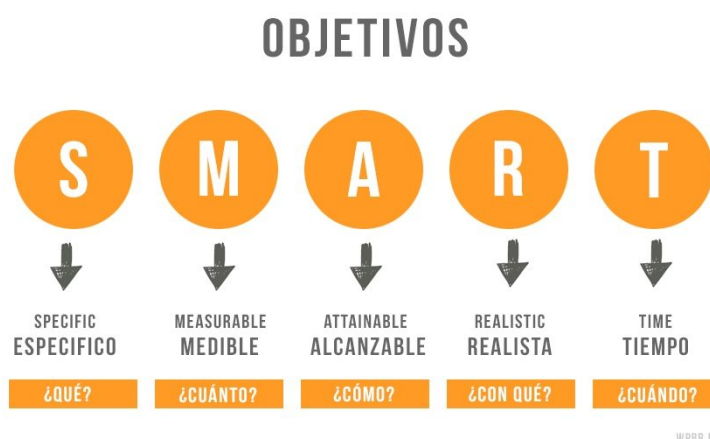 OBJETIVOS
S M A R T
SPECIFIC MEASURABLE ATTAINABLE REALISTIC TIME
ESPECIFICO MEDIBLE ALCANZABLE REALISTA TIEMPO
¿QUÉ? ¿CUÁNTO? ¿CÓMO? ¿CON QUÉ? ¿CUÁNDO?